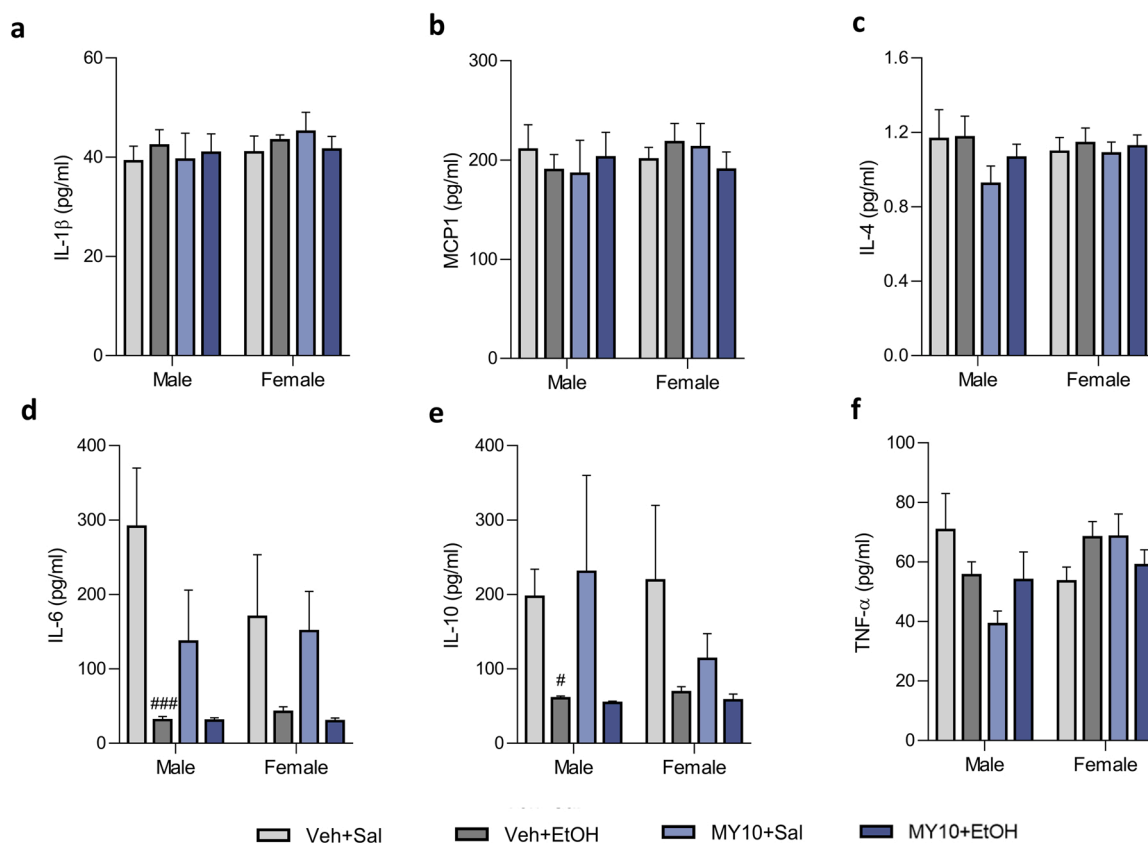 a
b
c
60
40
20
0
IL-1β (pg/ml)
Male
Female
300
200
100
0
MCP1 (pg/ml)
Male
Female
1.6
1.2
0.8
0.4
0.0
IL-4 (pg/ml)
Male
Female
d
e
f
400
300
200
100
0
IL-6 (pg/ml)
###
Male
Female
400
300
200
100
0
IL-10 (pg/ml)
#
Male
Female
100
80
60
40
20
0
TNF-α (pg/ml)
Male
Female
Veh+Sal
Veh+EtOH
MY10+Sal
MY10+EtOH